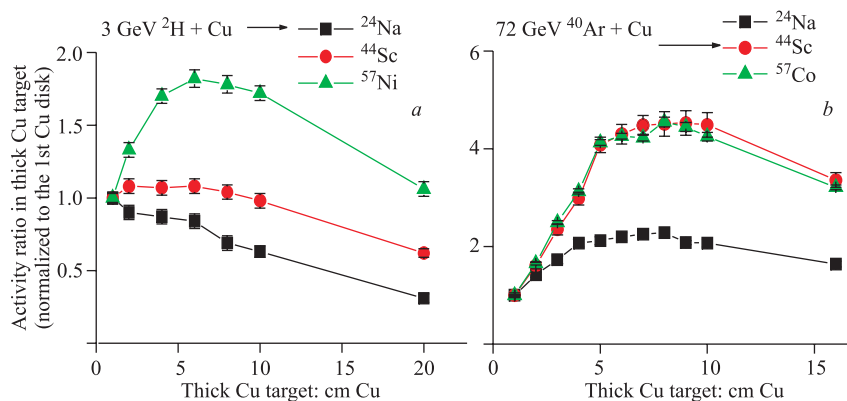 3 GeV ²H + Cu
²⁴Na
⁴⁴Sc
⁵⁷Ni
a
2.0
1.5
1.0
0.5
0
5
10
15
20
Thick Cu target: cm Cu
Activity ratio in thick Cu target
(normalized to the 1st Cu disk)
72 GeV ⁴⁰Ar + Cu
²⁴Na
⁴⁴Sc
⁵⁷Co
b
6
4
2
0
5
10
15
Thick Cu target: cm Cu